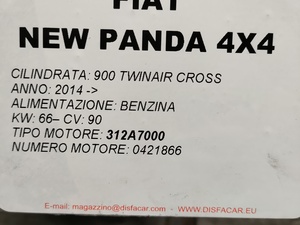 FIAT
NEW PANDA 4X4
CILINDRATA: 900 TWINAIR CROSS
ANNO: 2014 ->
ALIMENTAZIONE: BENZINA
KW: 66– CV: 90
TIPO MOTORE: 312A7000
NUMERO MOTORE: 0421866
E-mail: magazzino@disfacar.com - WWW.DISFACAR.EU